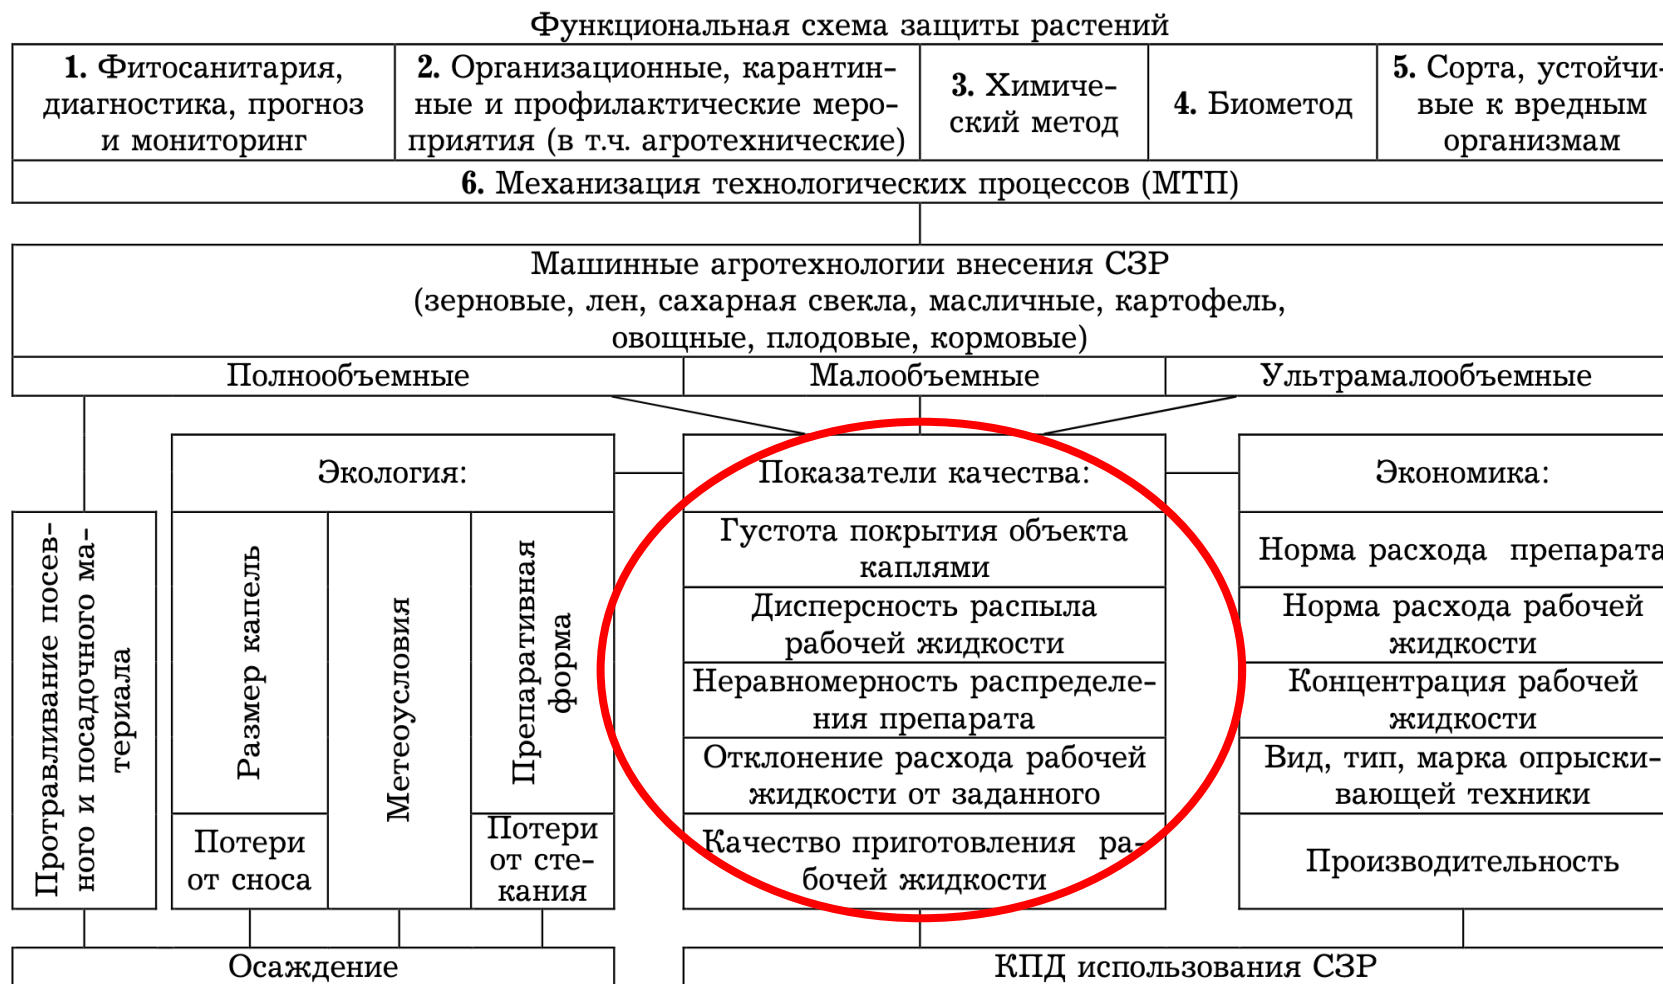 Функциональная схема защиты растений
1. Фитосанитария,
диагностика, прогноз
и мониторинг
2. Организационные, карантин-
ные и профилактические меро-
приятия (в т.ч. агротехнические)
3. Химиче-
ский метод
4. Биометод
5. Сорта, устойчи-
вые к вредным
организмам
6. Механизация технологических процессов (МТП)
Машинные агротехнологии внесения СЗР
(зерновые, лен, сахарная свекла, масличные, картофель,
овощные, плодовые, кормовые)
Полнообъемные
Малообъемные
Ультрамалообъемные
Протравливание посев-
ного и посадочного ма-
териала
Экология:
Размер капель
Потери
от сноса
Метеоусловия
Препаративная
форма
Потери
от сте-
кания
Показатели качества:
Густота покрытия объекта
каплями
Дисперсность распыла
рабочей жидкости
Неравномерность распределе-
ния препарата
Отклонение расхода рабочей
жидкости от заданного
Качество приготовления ра-
бочей жидкости
Экономика:
Норма расхода препарата
Норма расхода рабочей
жидкости
Концентрация рабочей
жидкости
Вид, тип, марка опрыски-
вающей техники
Производительность
Осаждение
КПД использования СЗР